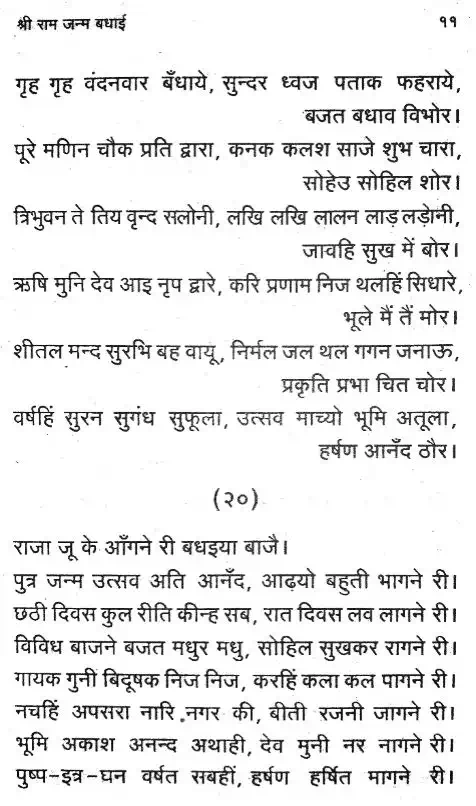 श्री राम जन्म बधाई ११
गृह गृह वंदनवार बँधाये, सुन्दर ध्वज पताक फहराये,
बजत बधाव विभोर।
पूरे मणिन चौक प्रति द्वारा, कनक कलश साजे शुभ चारा,
सोहेउ सोहिल शोर।
त्रिभुवन ते तिय वृन्द सलोनी, लखि लखि लालन लाड़ लड़ोनी,
जावहि सुख में बोर।
ऋषि मुनि देव आइ नृप द्वारे, करि प्रणाम निज थलहिं सिधारे,
भूले मैं तैं मोर।
शीतल मन्द सुरभि बह वायू, निर्मल जल थल गगन जनाऊ,
प्रकृति प्रभा चित चोर।
वर्षहिं सुरन सुगंध सुफूला, उत्सव माच्यो भूमि अतूला,
हर्षण आनँद ठौर।
(२०)
राजा जू के आँगने री बधइया बाजै।
पुत्र जन्म उत्सव अति आनँद, आढ़यो बहुती भागने री।
छठी दिवस कुल रीति कीन्ह सब, रात दिवस लव लागने री।
विविध बाजने बजत मधुर मधु, सोहिल सुखकर रागने री।
गायक गुनी बिदूषक निज निज, करहिं कला कल पागने री।
नचहिं अपसरा नारि नगर की, बीती रजनी जागने री।
भूमि अकाश अनन्द अथाही, देव मुनी नर नागने री।
पुष्प-इत्र-घन वर्षत सबहीं, हर्षण हर्षित मागने री।